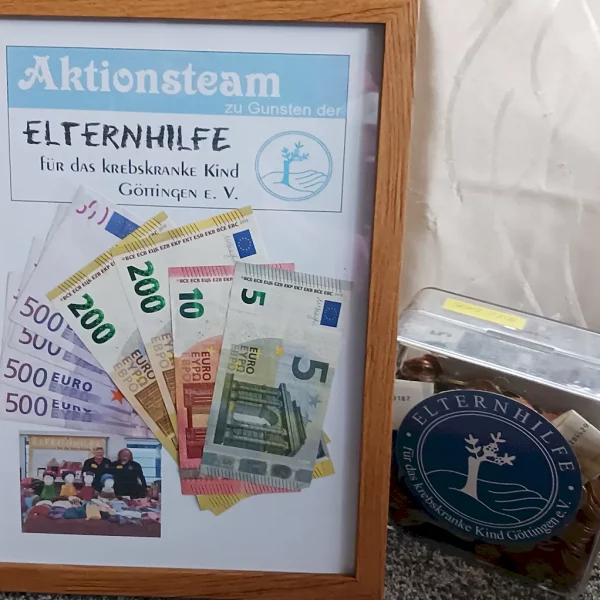 Aktionsteam
zu Gunsten der
ELTERNHILFE
für das krebskranke Kind
Göttingen e. V.
500
500
500 EURO
500 EURO
200
200
10
5
5
EURO
ΕΥΡΩ
ELTERNHILFE
für das krebskranke Kind Göttingen e.V.